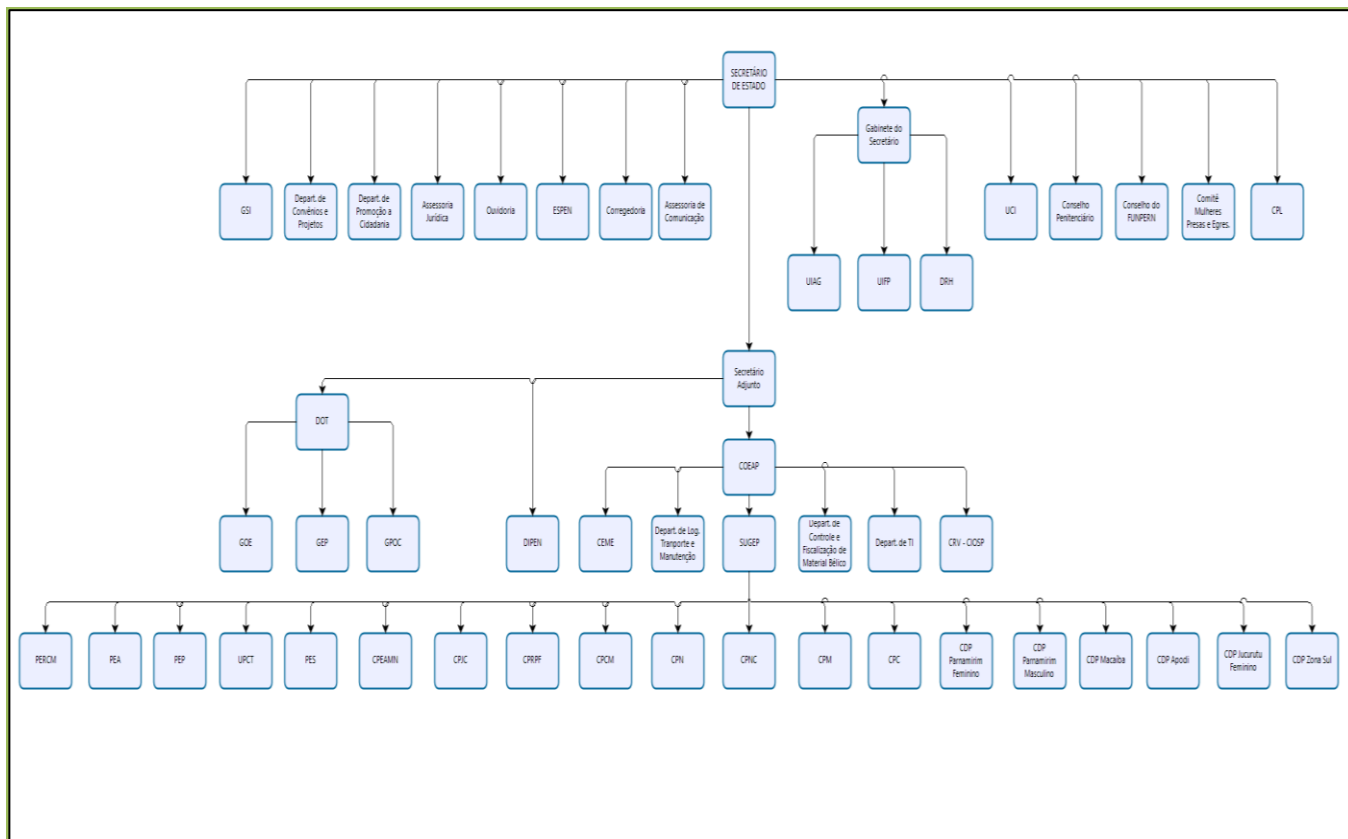 SECRETÁRIO
DE ESTADO
Gabinete do
Secretário
GSI
Depart. de
Convênios e
Projetos
Depart. de
Promoção a
Cidadania
Assessoria
Jurídica
Ouvidoria
ESPEN
Corregedoria
Assessoria de
Comunicação
UCI
Conselho
Penitenciário
Conselho do
FUNPERN
Comitê
Mulheres
Presas e Egres.
CPL
UIAG
UIFP
DRH
Secretário
Adjunto
DOT
COEAP
GOE
GEP
GPOC
DIPEN
CEME
Depart. de Log.
Tranporte e
Manutenção
SUGEP
Depart. de
Controle e
Fiscalização de
Material Bélico
Depart. de TI
CRV - CIOSP
PERCM
PEA
PEP
UPCT
PES
CPEAMN
CPJC
CPRPF
CPCM
CPN
CPNC
CPM
CPC
CDP
Parnamirim
Feminino
CDP
Parnamirim
Masculino
CDP Macaíba
CDP Apodi
CDP Jucurutu
Feminino
CDP Zona Sul